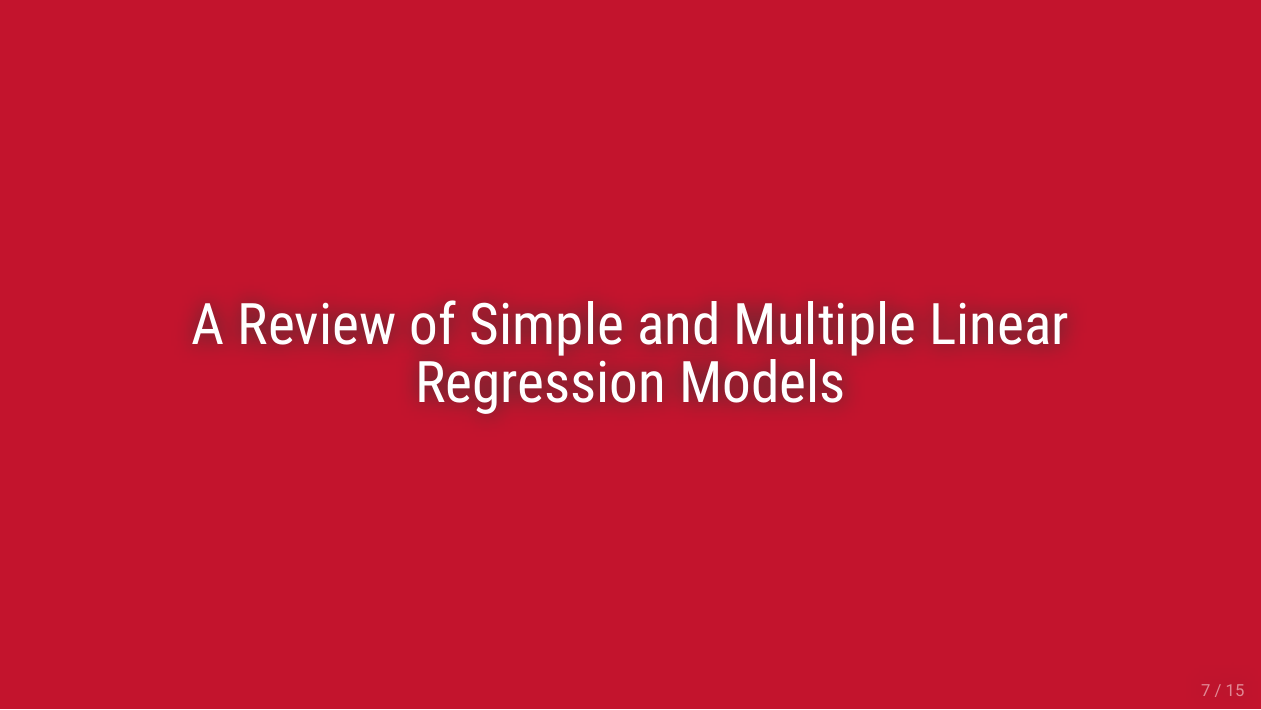 A Review of Simple and Multiple Linear
Regression Models
7 / 15